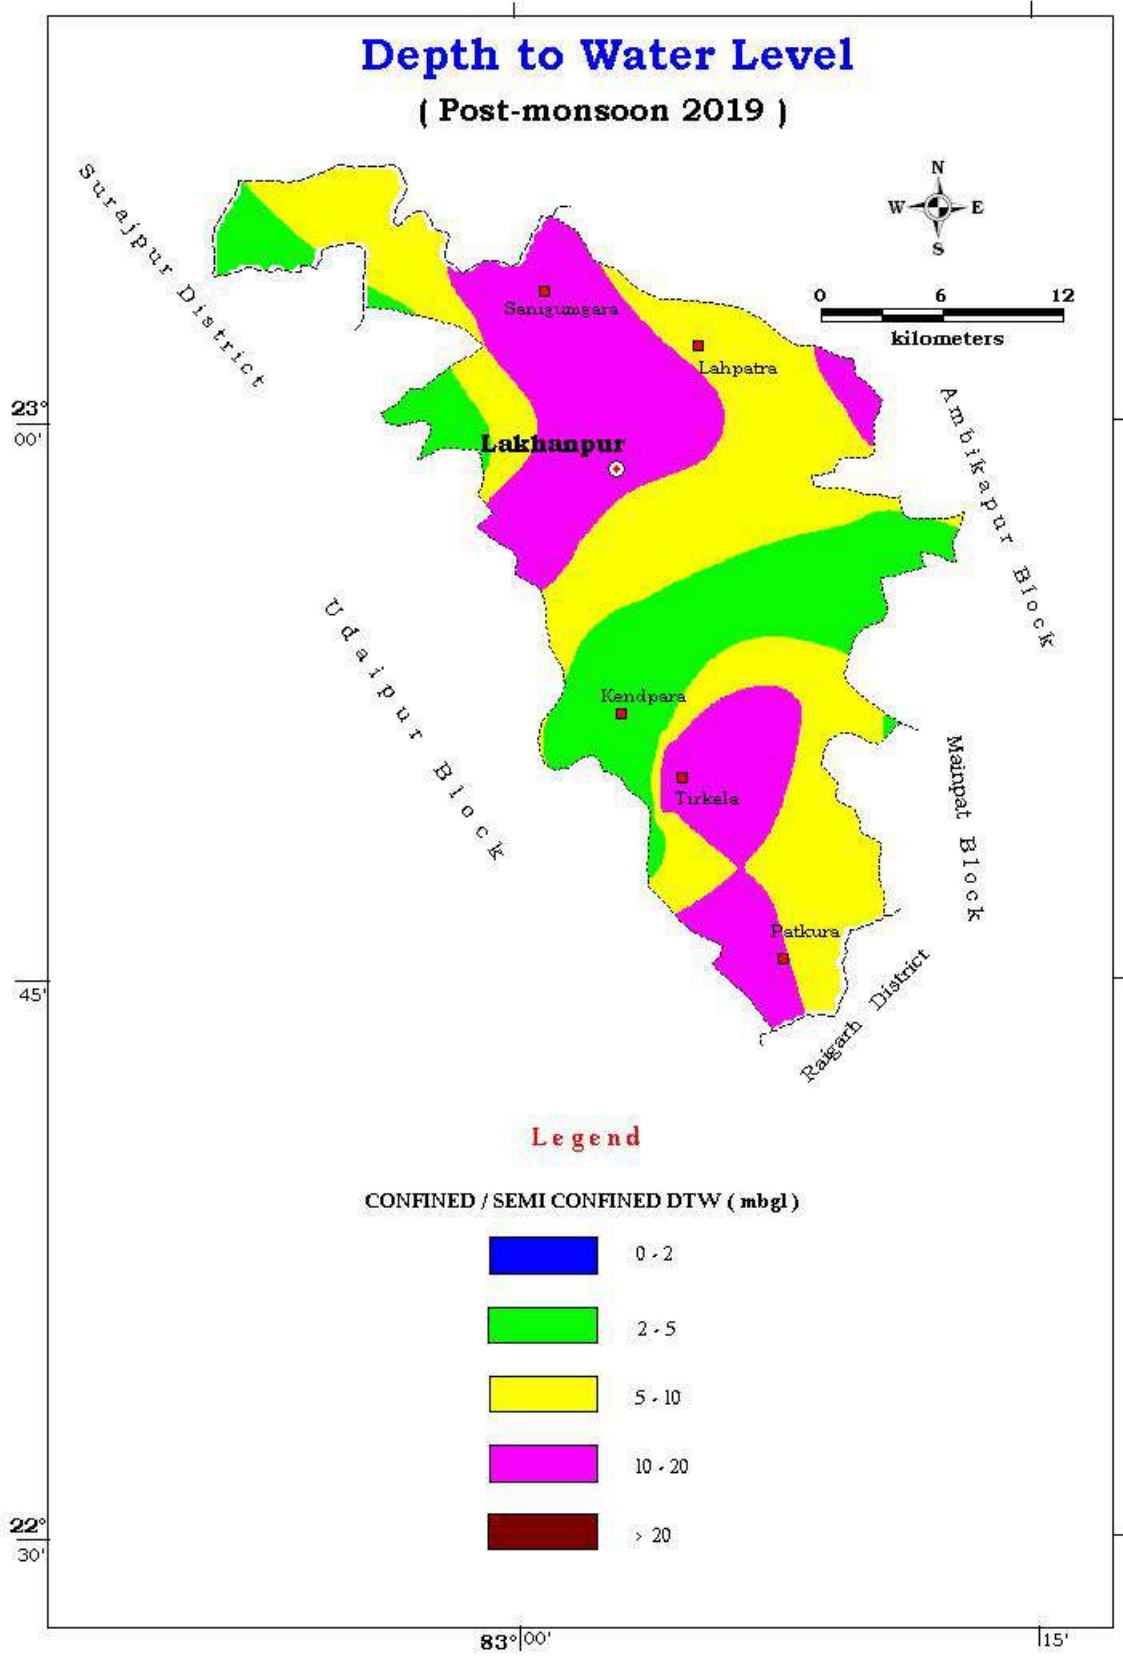 Depth to Water Level
( Post-monsoon 2019 )
N
W E
S
0 6 12
kilometers
Surajpur District
Sanigumgara
Lahpatra
Ambikapur Block
23°
00'
Lakhanpur
Udaipur Block
Kendpara
Tirkela
Mainpat Block
Patkura
Raigarh District
45'
Legend
CONFINED / SEMI CONFINED DTW ( mbgl )
0 - 2
2 - 5
5 - 10
10 - 20
> 20
22°
30'
83° 00' 15'